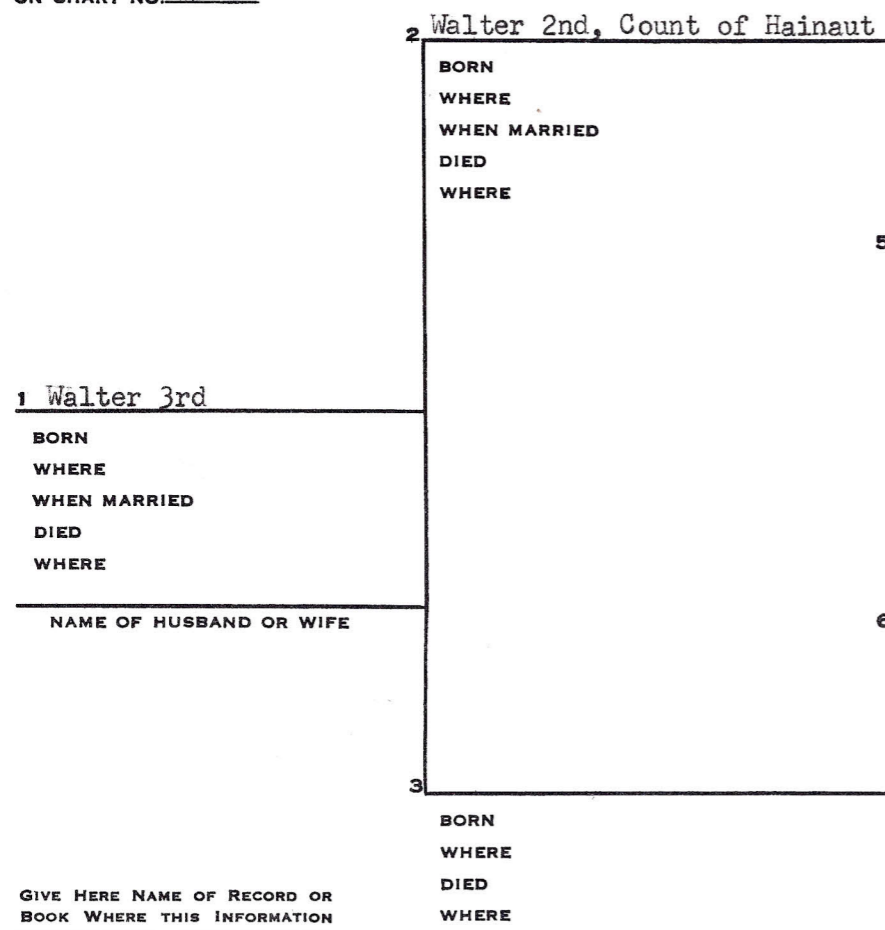 ON CHART NO.
2 Walter 2nd, Count of Hainaut
BORN
WHERE
WHEN MARRIED
DIED
WHERE
5
1 Walter 3rd
BORN
WHERE
WHEN MARRIED
DIED
WHERE
NAME OF HUSBAND OR WIFE
6
3
BORN
WHERE
DIED
WHERE
GIVE HERE NAME OF RECORD OR
BOOK WHERE THIS INFORMATION